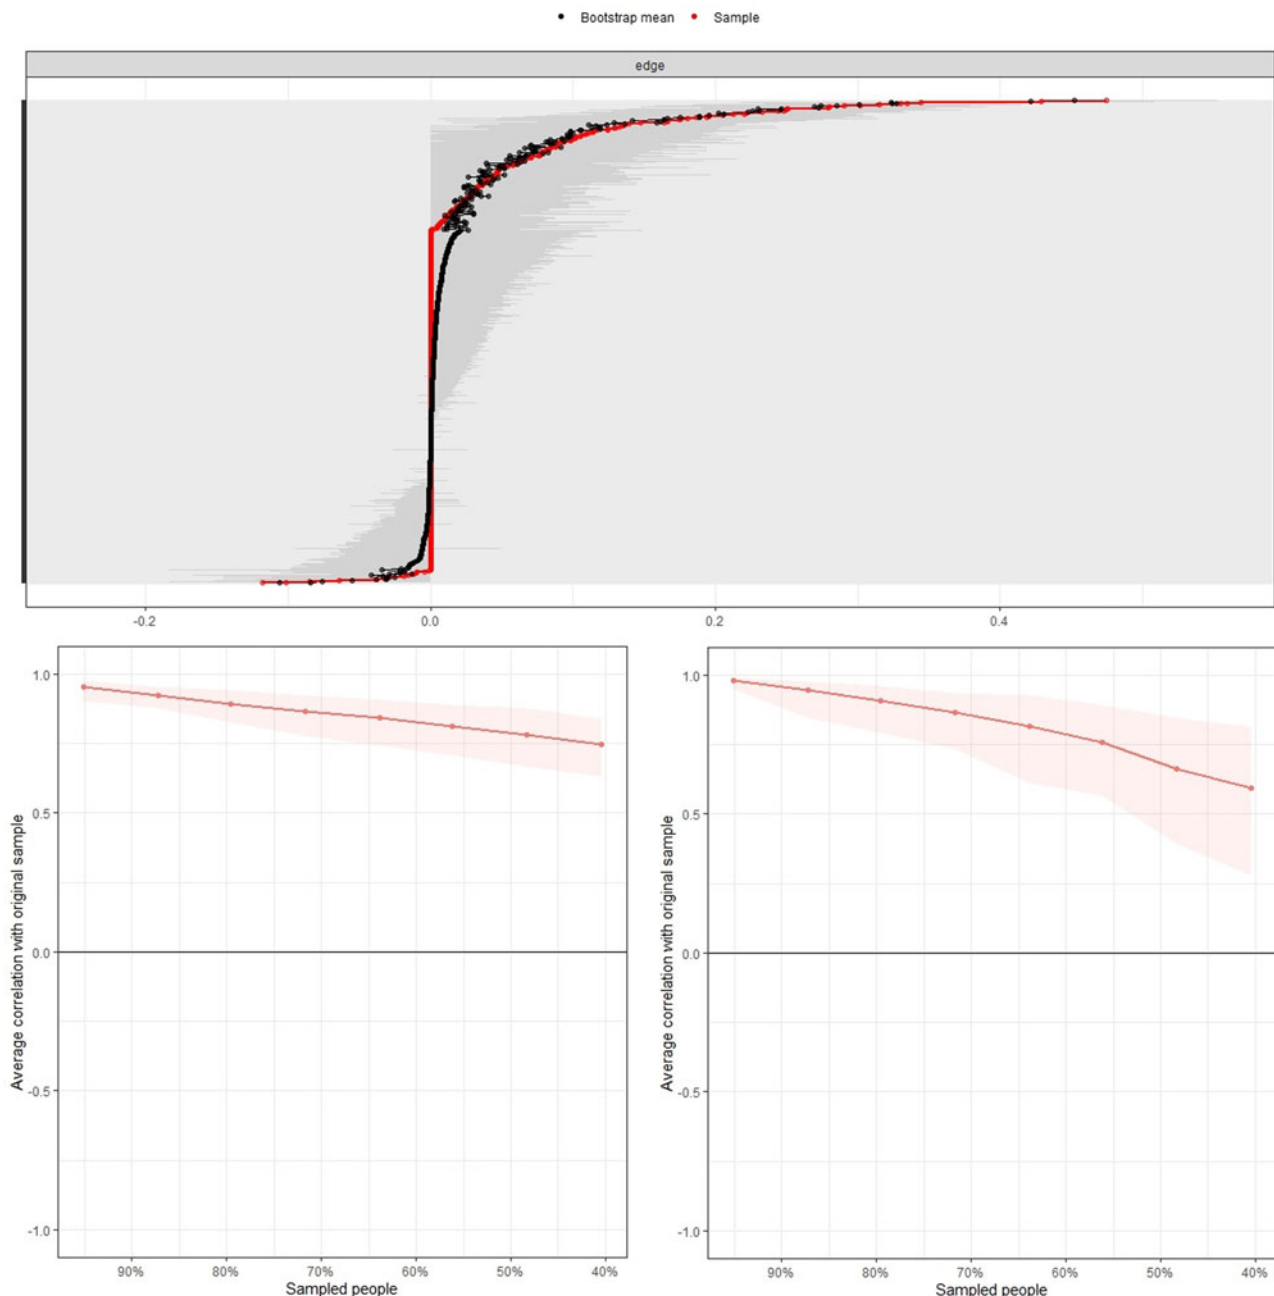 Bootstrap mean Sample
edge
-0.2 0.0 0.2 0.4
Average correlation with original sample
1.0
0.5
0.0
-0.5
-1.0
90% 80% 70% 60% 50% 40%
Sampled people
Average correlation with original sample
1.0
0.5
0.0
-0.5
-1.0
90% 80% 70% 60% 50% 40%
Sampled people